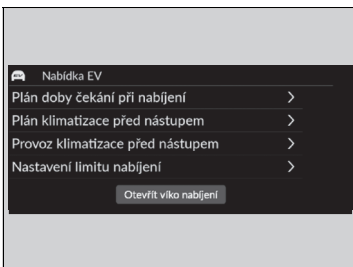 Nabídka EV
Plán doby čekání při nabíjení
Plán klimatizace před nástupem
Provoz klimatizace před nástupem
Nastavení limitu nabíjení
Otevřít víko nabíjení